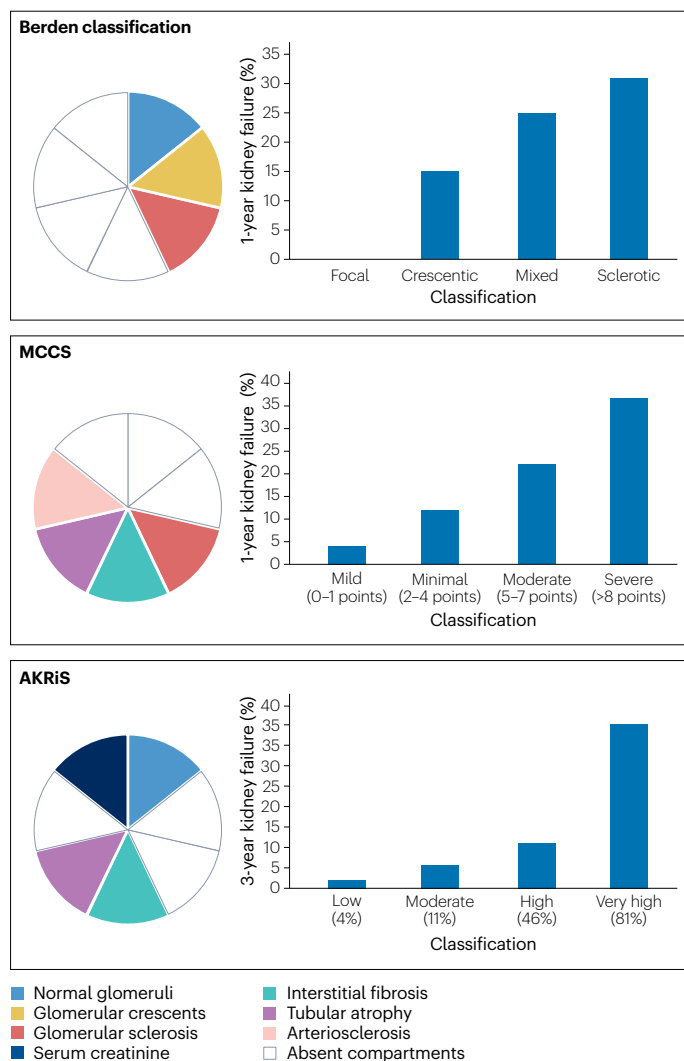 Berden classification
1-year kidney failure (%)
35
30
25
20
15
10
5
0
Focal
Crescentic
Mixed
Sclerotic
Classification
MCCS
1-year kidney failure (%)
40
35
30
25
20
15
10
5
0
Mild
(0–1 points)
Minimal
(2–4 points)
Moderate
(5–7 points)
Severe
(>8 points)
Classification
AKRiS
3-year kidney failure (%)
40
35
35
30
25
20
10
15
10
5
0
Low
(4%)
Moderate
(11%)
High
(46%)
Very high
(81%)
Classification
Normal glomeruli
Glomerular crescents
Glomerular sclerosis
Serum creatinine
Interstitial fibrosis
Tubular atrophy
Arteriosclerosis
Absent compartments